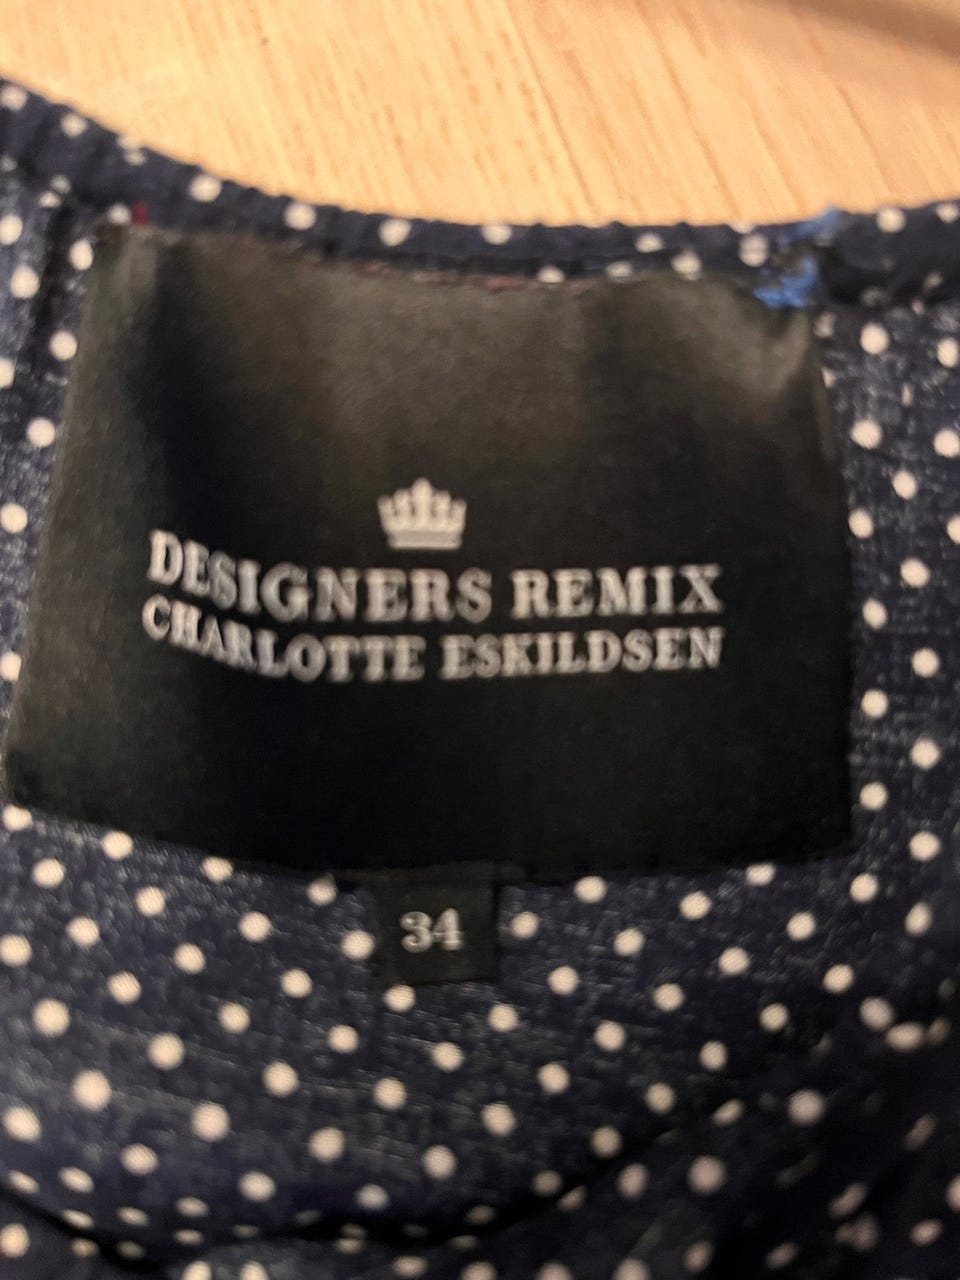 DESIGNERS REMIX
CHARLOTTE ESKILDSEN
34